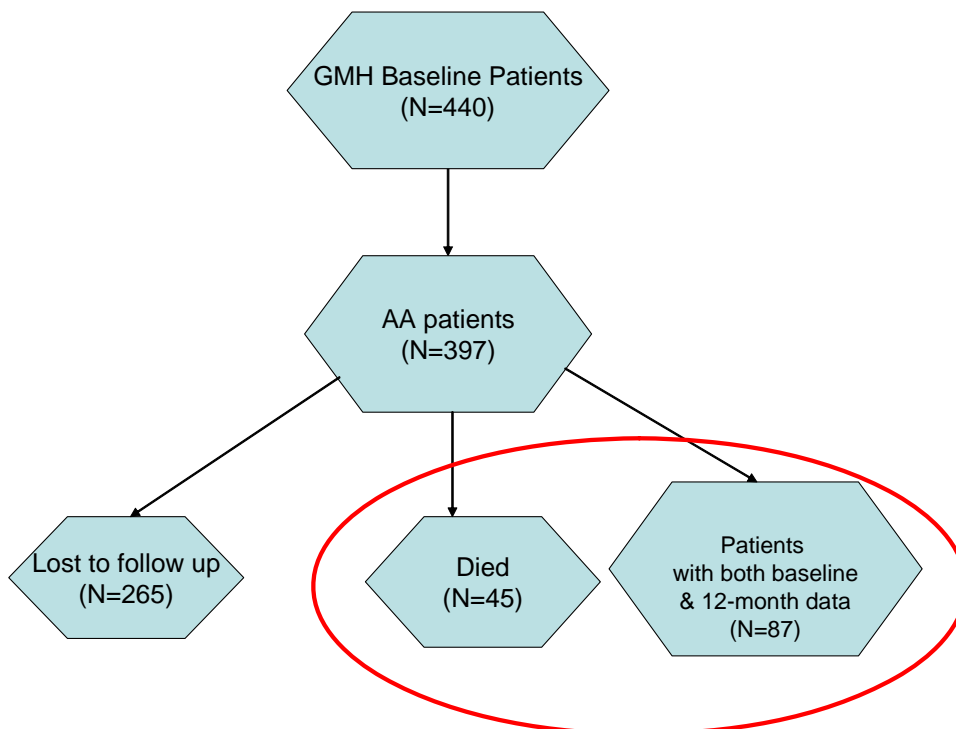 GMH Baseline Patients
(N=440)
AA patients
(N=397)
Lost to follow up
(N=265)
Died
(N=45)
Patients
with both baseline
& 12-month data
(N=87)